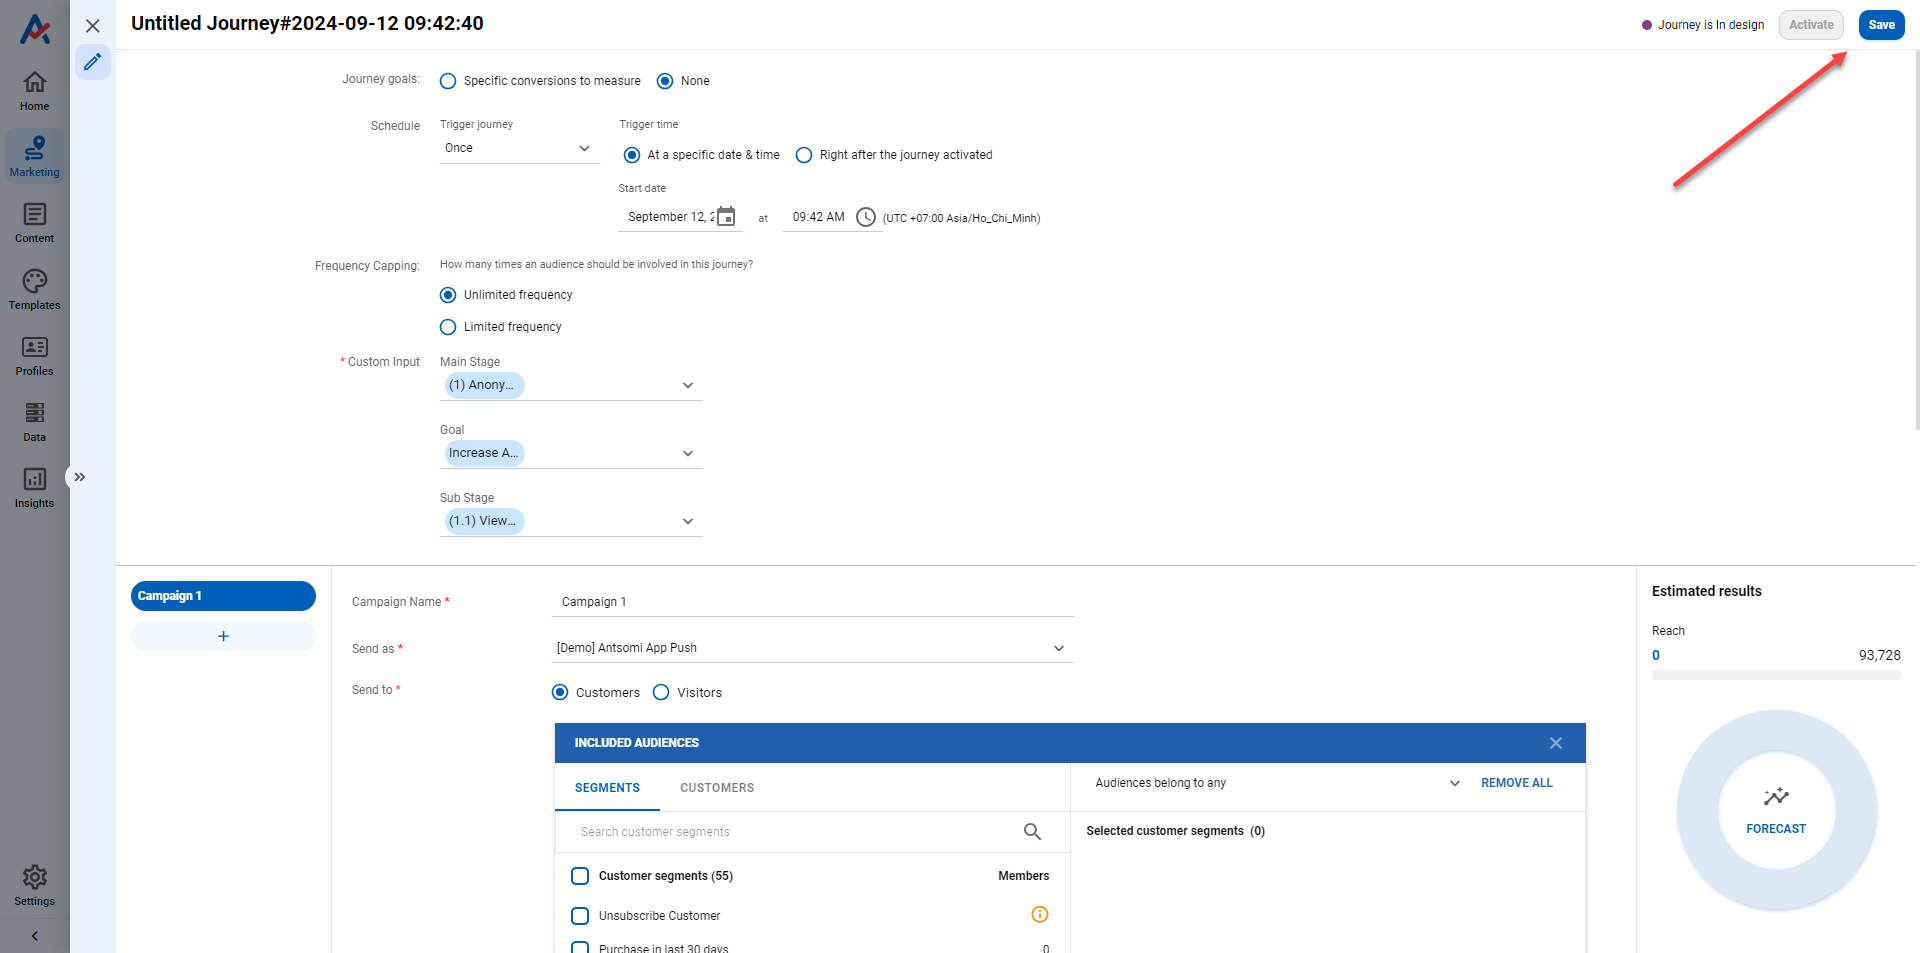 Untitled Journey#2024-09-12 09:42:40
Journey is In design
Activate
Save
Home
Marketing
Content
Templates
Profiles
Data
Insights
Settings
Journey goals:
Specific conversions to measure
None
Schedule
Trigger journey
Once
Trigger time
At a specific date & time
Right after the journey activated
Start date
September 12, 2
at
09:42 AM
(UTC +07:00 Asia/Ho_Chi_Minh)
Frequency Capping:
How many times an audience should be involved in this journey?
Unlimited frequency
Limited frequency
* Custom Input
Main Stage
(1) Anony...
Goal
Increase A...
Sub Stage
(1.1) View...
Campaign 1
+
Campaign Name *
Campaign 1
Send as *
[Demo] Antsomi App Push
Send to *
Customers
Visitors
INCLUDED AUDIENCES
SEGMENTS
CUSTOMERS
Audiences belong to any
REMOVE ALL
Search customer segments
Selected customer segments (0)
Customer segments (55)
Members
Unsubscribe Customer
Purchase in last 30 days
0
Estimated results
Reach
0
93,728
FORECAST